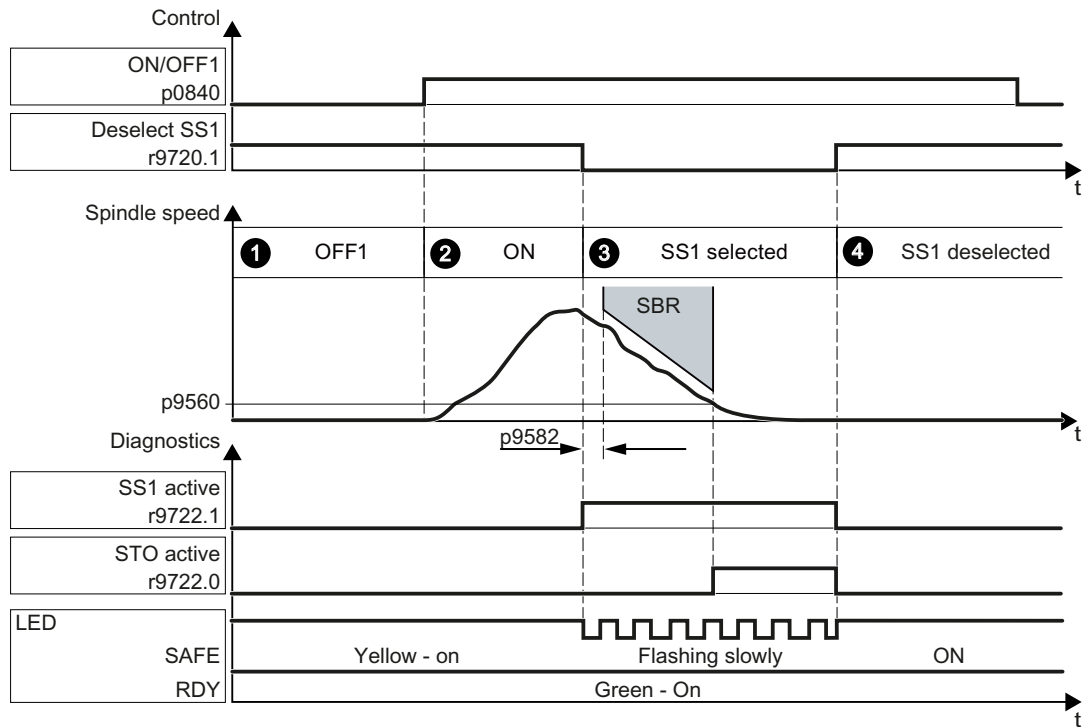 Control
ON/OFF1
p0840
Deselect SS1
r9720.1
t
Spindle speed
1 OFF1 2 ON 3 SS1 selected 4 SS1 deselected
SBR
p9560
t
p9582
Diagnostics
SS1 active
r9722.1
STO active
r9722.0
LED
SAFE Yellow - on Flashing slowly ON
RDY Green - On
t